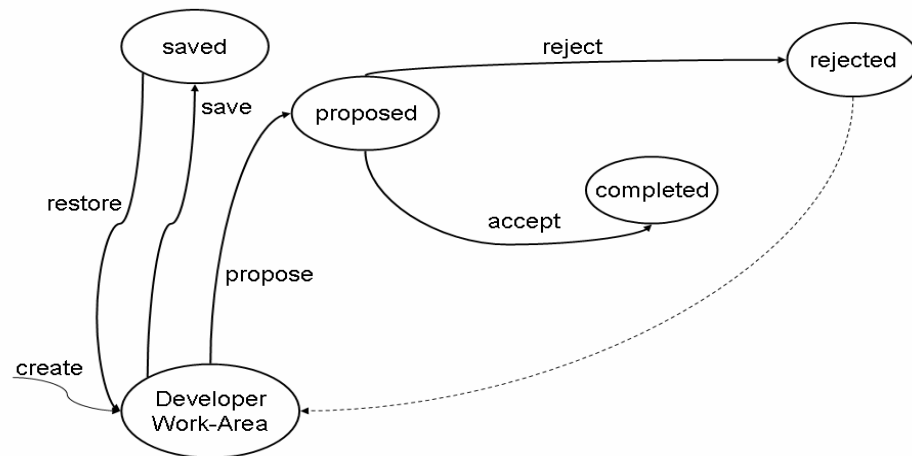 saved
reject
rejected
save
proposed
completed
restore
accept
propose
create
Developer
Work-Area